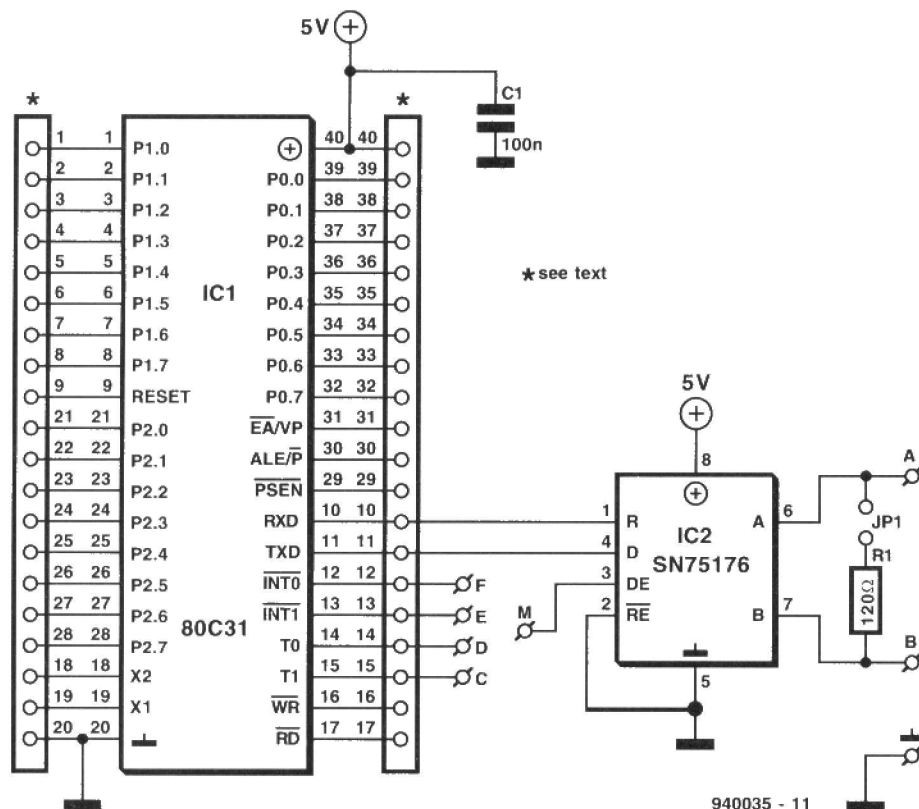 5V
C1
100n
*
*
1 1 P1.0 40 40
2 2 P1.1 P0.0 39 39
3 3 P1.2 P0.1 38 38
4 4 P1.3 P0.2 37 37
5 5 P1.4 P0.3 36 36
6 6 P1.5 IC1 P0.4 35 35
7 7 P1.6 P0.5 34 34
8 8 P1.7 P0.6 33 33
9 9 RESET P0.7 32 32
21 21 P2.0 E̅A̅/VP 31 31
22 22 P2.1 ALE/P̅ 30 30
23 23 P2.2 P̅S̅E̅N̅ 29 29
24 24 P2.3 RXD 10 10
25 25 P2.4 TXD 11 11
26 26 P2.5 I̅N̅T̅0̅ 12 12 F
27 27 P2.6 80C31 I̅N̅T̅1̅ 13 13 E
28 28 P2.7 T0 14 14 D
18 18 X2 T1 15 15 C
19 19 X1 W̅R̅ 16 16
20 20 R̅D̅ 17 17
* see text
5V
8
1 R A 6 A
IC2
4 D SN75176 JP1
3 DE R1
2 R̅E̅ B 7 120Ω
M B
5
940035 - 11